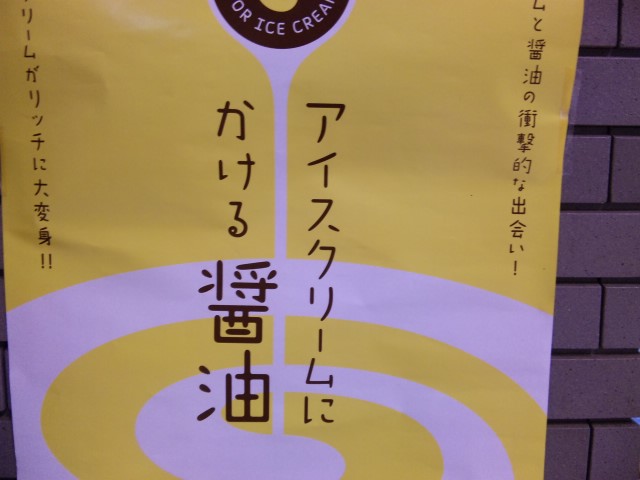 OR ICE CREAM
ムと醤油の衝撃的な出会い!
アイスクリームに
かける醤油
リームがリッチに大変身!!